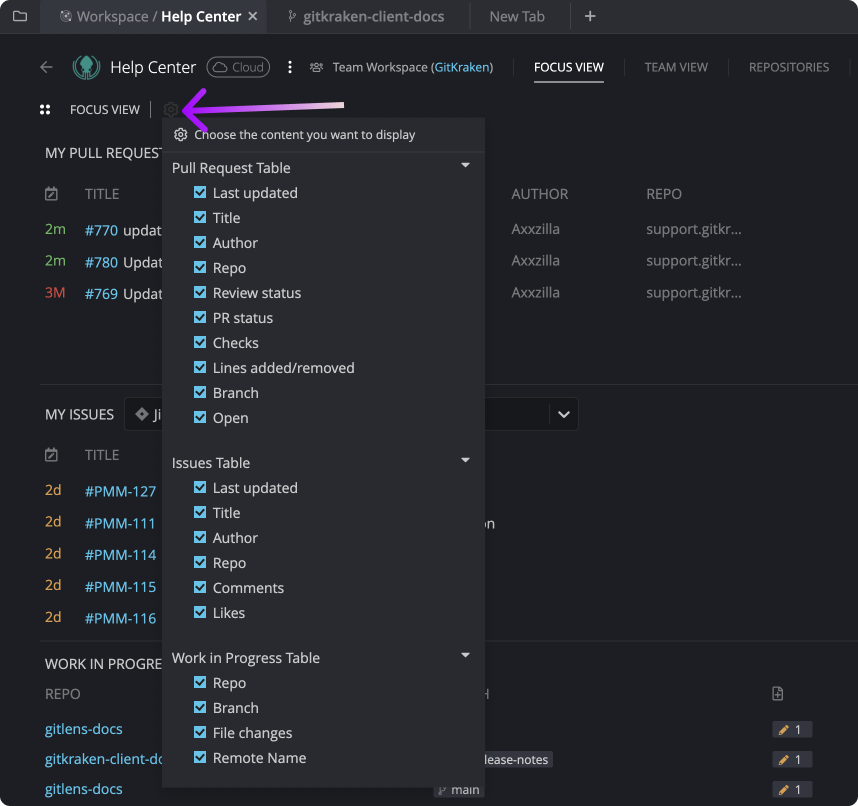 Workspace / Help Center
gitkraken-client-docs
New Tab
Help Center
Cloud
Team Workspace (GitKraken)
FOCUS VIEW
TEAM VIEW
REPOSITORIES
FOCUS VIEW
Choose the content you want to display
MY PULL REQUEST
Pull Request Table
TITLE
AUTHOR
REPO
Last updated
Title
Author
Repo
Review status
PR status
Checks
Lines added/removed
Branch
Open
2m #770 updat
Axxzilla
support.gitkr...
2m #780 Updat
Axxzilla
support.gitkr...
3M #769 Updat
Axxzilla
support.gitkr...
MY ISSUES
Ji
TITLE
Issues Table
Last updated
Title
Author
Repo
Comments
Likes
2d #PMM-127
2d #PMM-111
on
2d #PMM-114
2d #PMM-115
2d #PMM-116
WORK IN PROGRE
Work in Progress Table
Repo
Branch
File changes
Remote Name
REPO
H
gitlens-docs
1
gitkraken-client-do
lease-notes
1
gitlens-docs
main
1